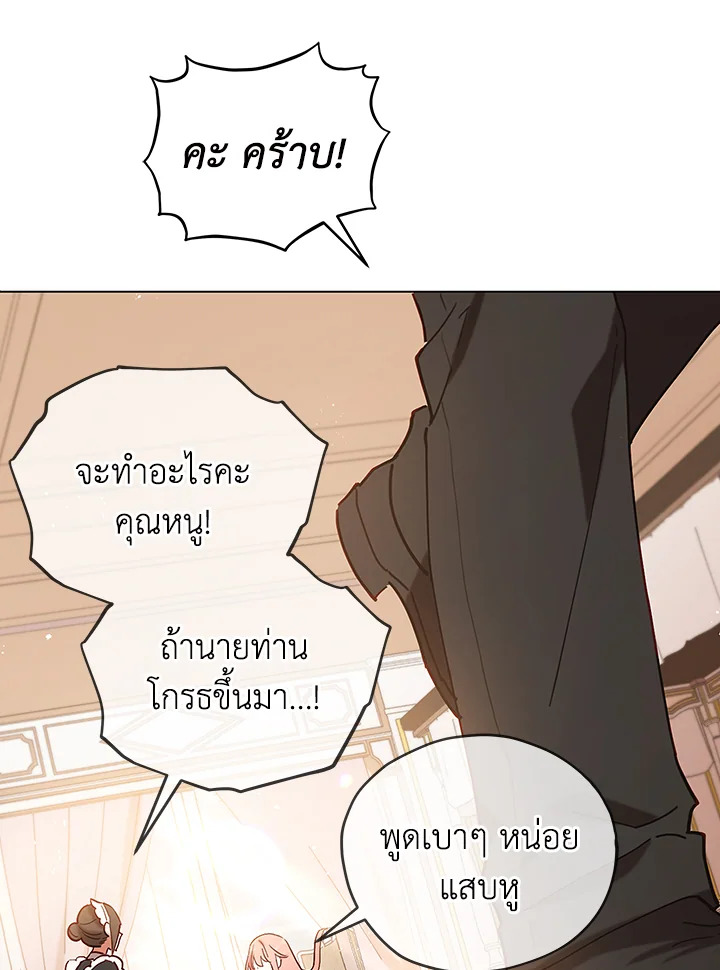 คะ คร้าบ!
จะทำอะไรคะ
คุณหนู!
ถ้านายท่าน
โกรธขึ้นมา...!
พูดเบาๆ หน่อย
แสบหู